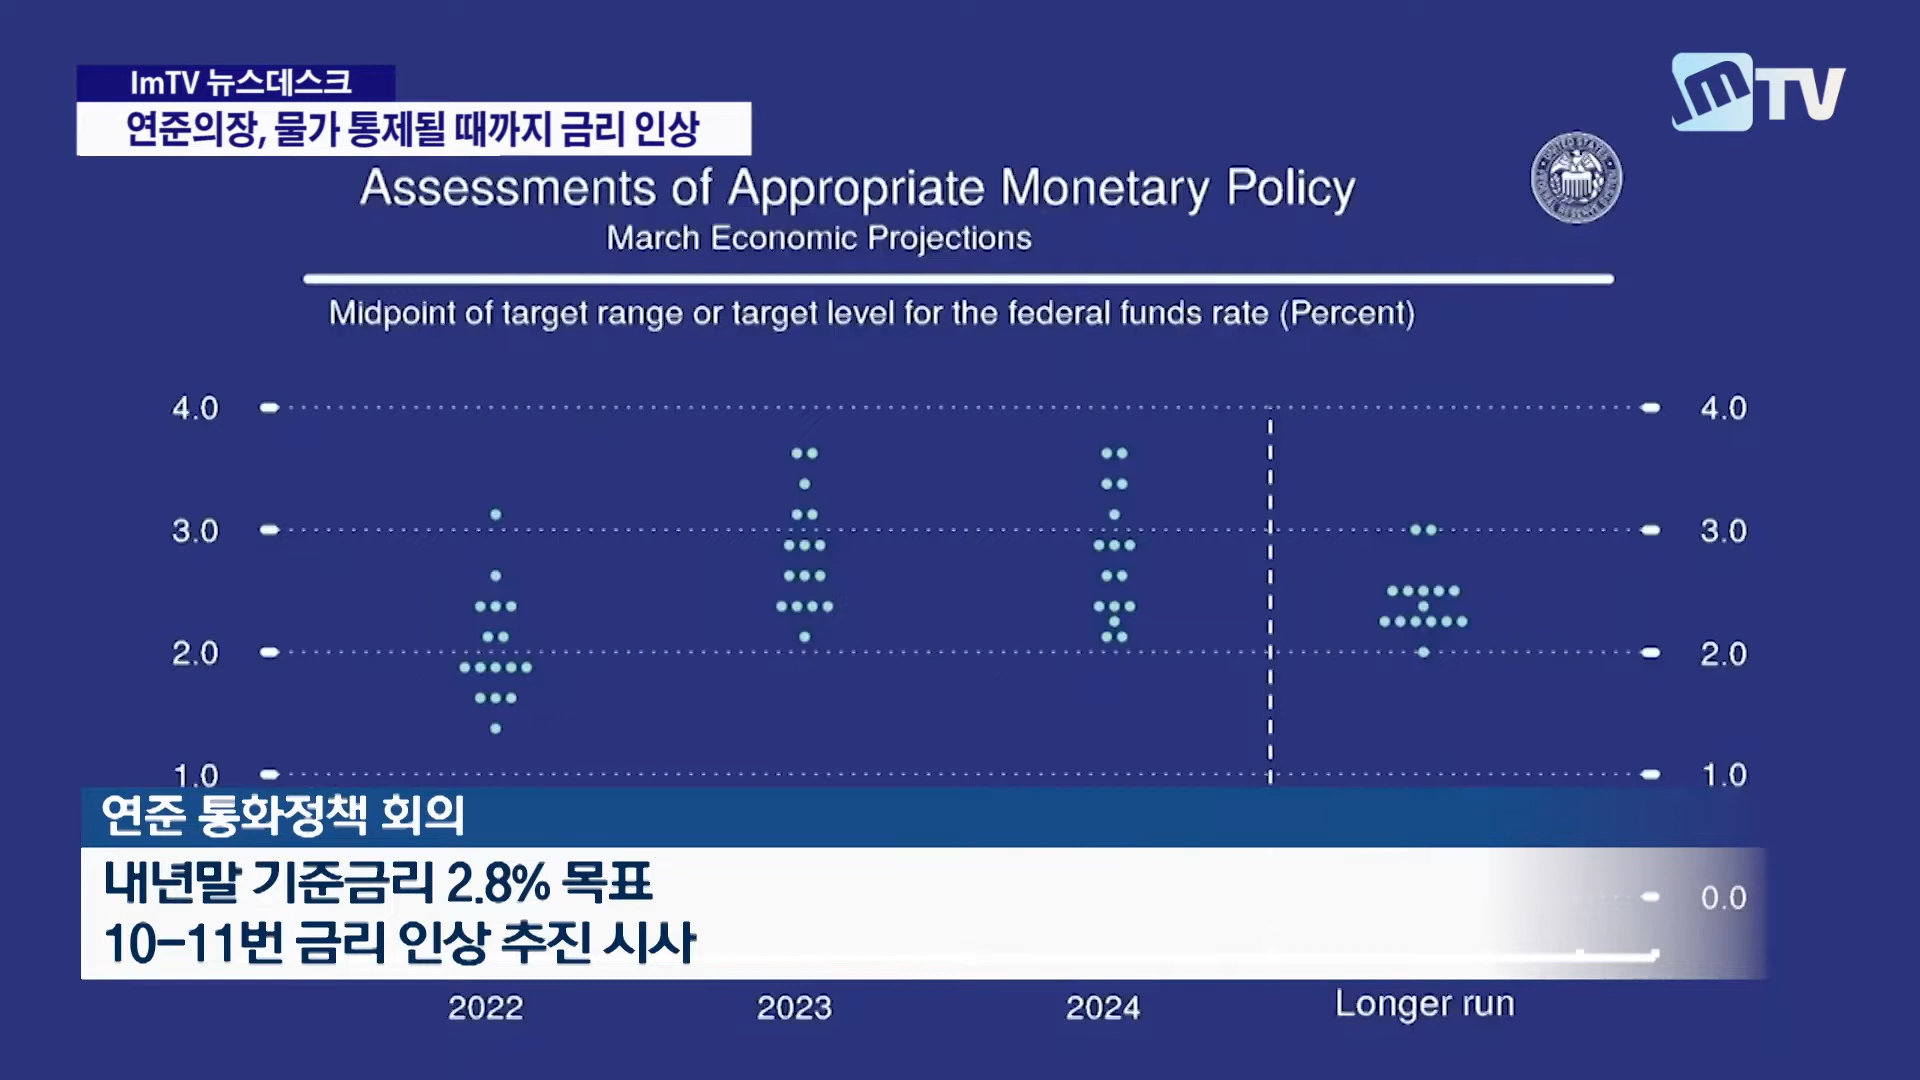 ImTV 뉴스데스크
연준의장, 물가 통제될 때까지 금리 인상
mTV
Assessments of Appropriate Monetary Policy
March Economic Projections
Midpoint of target range or target level for the federal funds rate (Percent)
4.0 4.0
3.0 3.0
2.0 2.0
1.0 1.0
연준 통화정책 회의
내년말 기준금리 2.8% 목표
0.0
10-11번 금리 인상 추진 시사
2022 2023 2024 Longer run